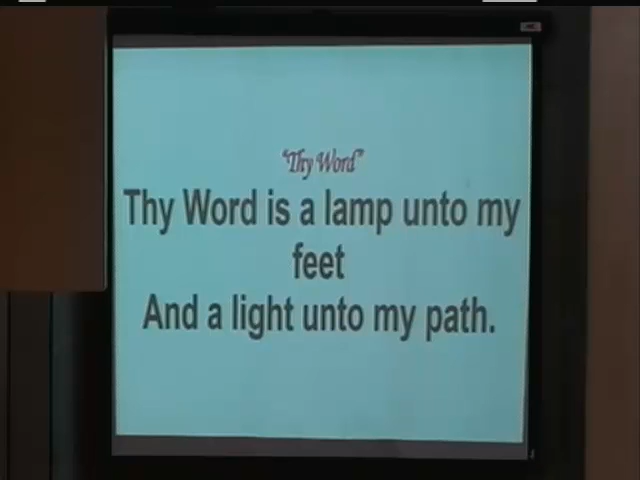 "Thy Word"
Thy Word is a lamp unto my
feet
And a light unto my path.